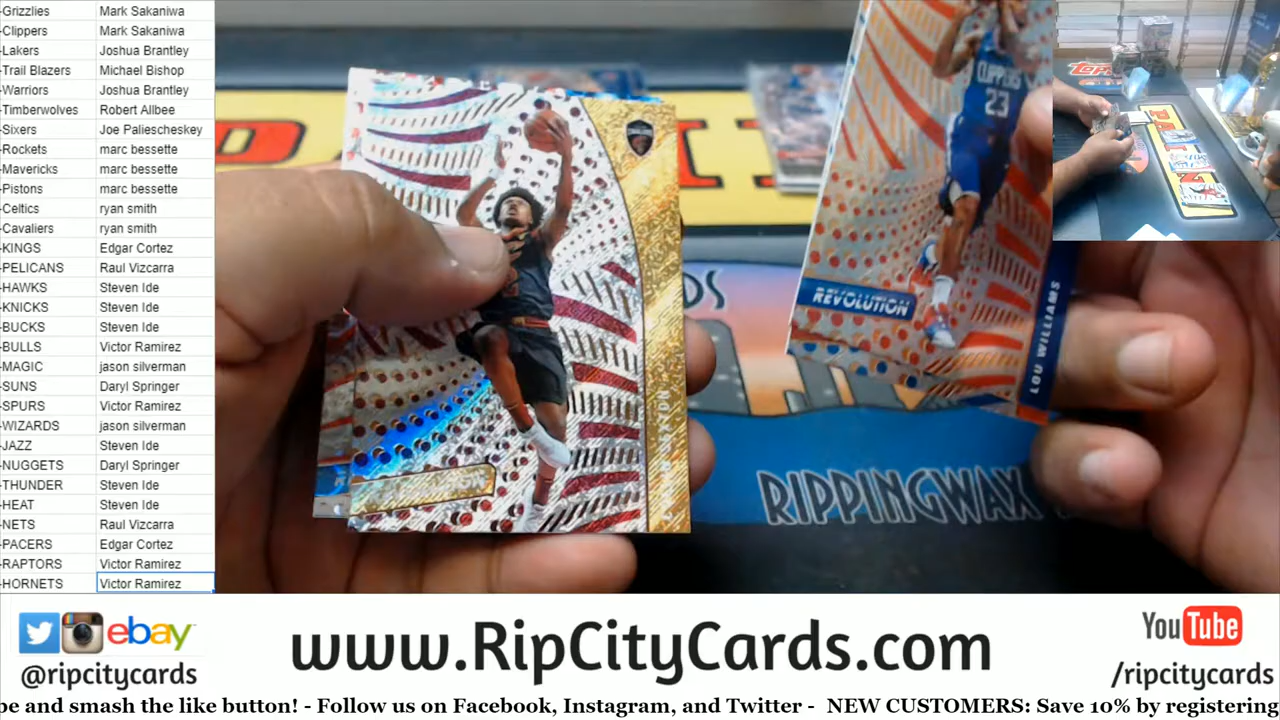 -Grizzlies Mark Sakaniwa
-Clippers Mark Sakaniwa
-Lakers Joshua Brantley
-Trail Blazers Michael Bishop
-Warriors Joshua Brantley
-Timberwolves Robert Allbee
-Sixers Joe Paliescheskey
-Rockets marc bessette
-Mavericks marc bessette
-Pistons marc bessette
-Celtics ryan smith
-Cavaliers ryan smith
-KINGS Edgar Cortez
-PELICANS Raul Vizcarra
-HAWKS Steven Ide
-KNICKS Steven Ide
-BUCKS Steven Ide
-BULLS Victor Ramirez
-MAGIC jason silverman
-SUNS Daryl Springer
-SPURS Victor Ramirez
-WIZARDS jason silverman
-JAZZ Steven Ide
-NUGGETS Daryl Springer
-THUNDER Steven Ide
-HEAT Steven Ide
-NETS Raul Vizcarra
-PACERS Edgar Cortez
-RAPTORS Victor Ramirez
-HORNETS Victor Ramirez
CLIPPERS
23
REVOLUTION
LOU WILLIAMS
RIPPINGWAX
ebay
@ripcitycards
www.RipCityCards.com
YouTube
/ripcitycards
be and smash the like button! - Follow us on Facebook, Instagram, and Twitter - NEW CUSTOMERS: Save 10% by registering